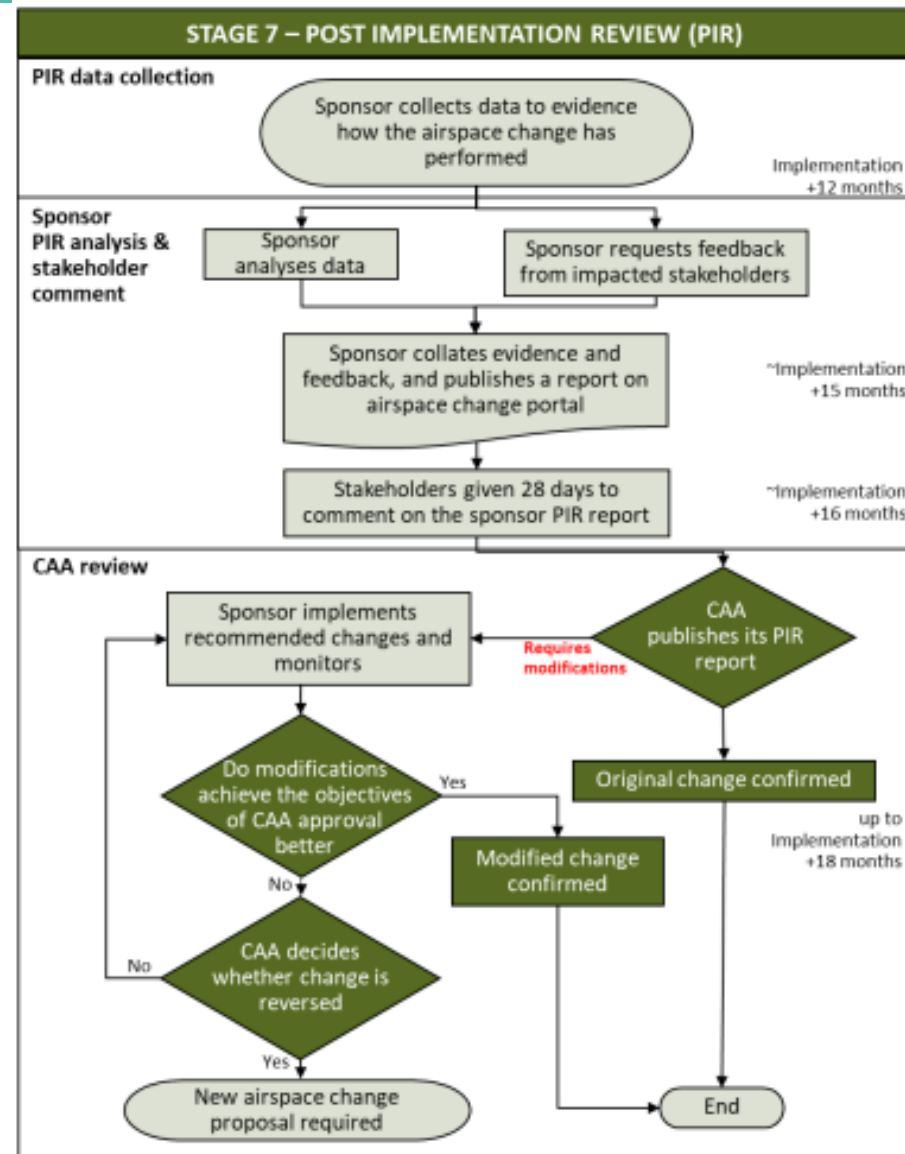 STAGE 7 – POST IMPLEMENTATION REVIEW (PIR)
PIR data collection
Sponsor collects data to evidence
how the airspace change has
performed
Implementation
+12 months
Sponsor
PIR analysis &
stakeholder
comment
Sponsor
analyses data
Sponsor requests feedback
from impacted stakeholders
Sponsor collates evidence and
feedback, and publishes a report on
airspace change portal
~Implementation
+15 months
Stakeholders given 28 days to
comment on the sponsor PIR report
~Implementation
+16 months
CAA review
Sponsor implements
recommended changes and
monitors
Requires
modifications
CAA
publishes its PIR
report
Do modifications
achieve the objectives
of CAA approval
better
Yes
Original change confirmed
up to
Implementation
+18 months
Modified change
confirmed
No
CAA decides
whether change is
reversed
No
Yes
New airspace change
proposal required
End